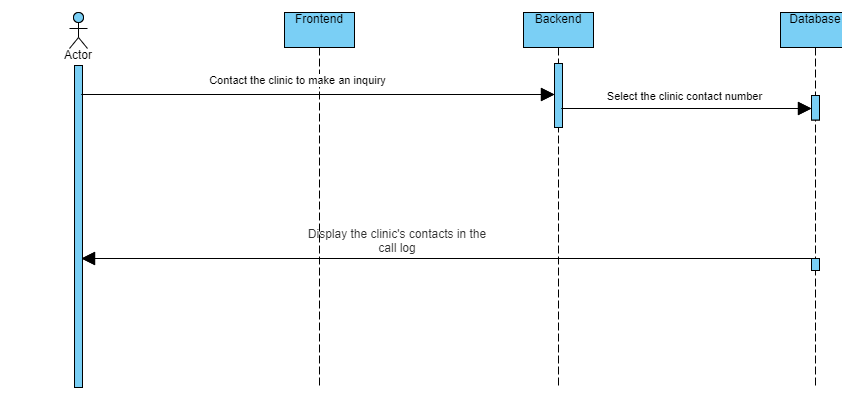 Frontend
Backend
Database
Actor
Contact the clinic to make an inquiry
Select the clinic contact number
Display the clinic's contacts in the
call log